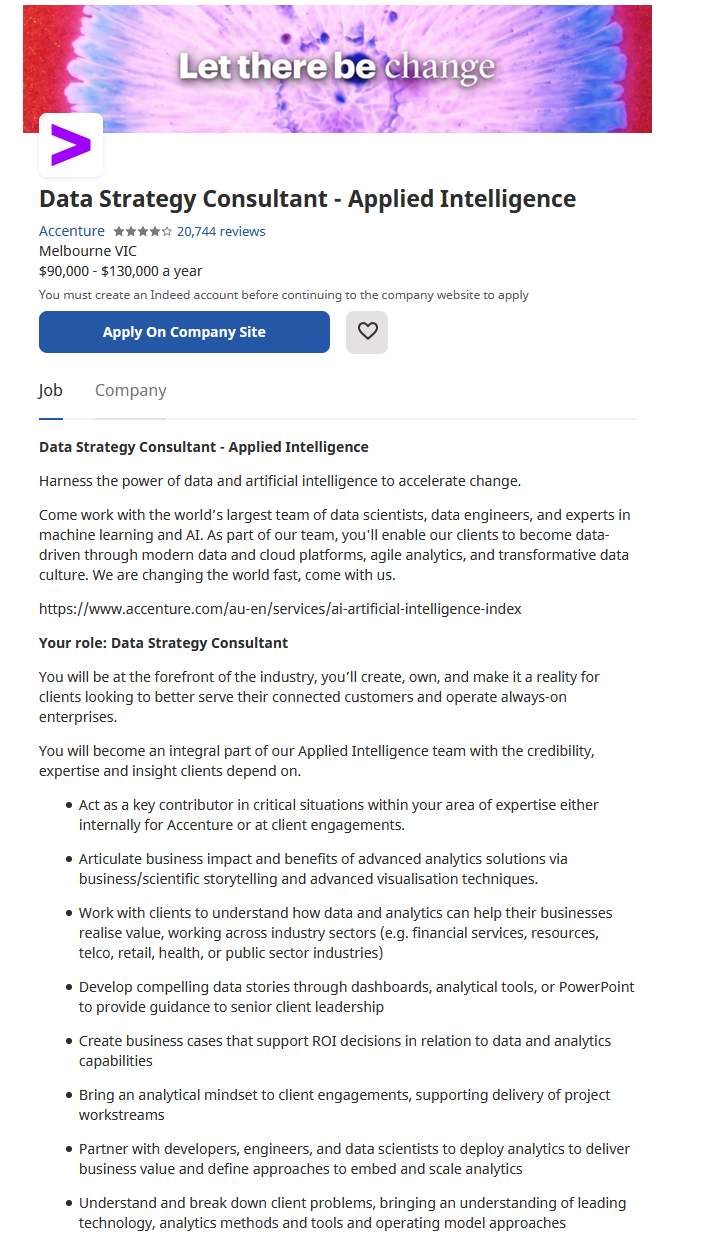 Let there be change
Data Strategy Consultant - Applied Intelligence
Accenture 20,744 reviews
Melbourne VIC
$90,000 - $130,000 a year
You must create an Indeed account before continuing to the company website to apply
Apply On Company Site
Job Company
Data Strategy Consultant - Applied Intelligence
Harness the power of data and artificial intelligence to accelerate change.
Come work with the world’s largest team of data scientists, data engineers, and experts in
machine learning and AI. As part of our team, you'll enable our clients to become data-
driven through modern data and cloud platforms, agile analytics, and transformative data
culture. We are changing the world fast, come with us.
https://www.accenture.com/au-en/services/ai-artificial-intelligence-index
Your role: Data Strategy Consultant
You will be at the forefront of the industry, you’ll create, own, and make it a reality for
clients looking to better serve their connected customers and operate always-on
enterprises.
You will become an integral part of our Applied Intelligence team with the credibility,
expertise and insight clients depend on.
• Act as a key contributor in critical situations within your area of expertise either
internally for Accenture or at client engagements.
• Articulate business impact and benefits of advanced analytics solutions via
business/scientific storytelling and advanced visualisation techniques.
• Work with clients to understand how data and analytics can help their businesses
realise value, working across industry sectors (e.g. financial services, resources,
telco, retail, health, or public sector industries)
• Develop compelling data stories through dashboards, analytical tools, or PowerPoint
to provide guidance to senior client leadership
• Create business cases that support ROI decisions in relation to data and analytics
capabilities
• Bring an analytical mindset to client engagements, supporting delivery of project
workstreams
• Partner with developers, engineers, and data scientists to deploy analytics to deliver
business value and define approaches to embed and scale analytics
• Understand and break down client problems, bringing an understanding of leading
technology, analytics methods and tools and operating model approaches